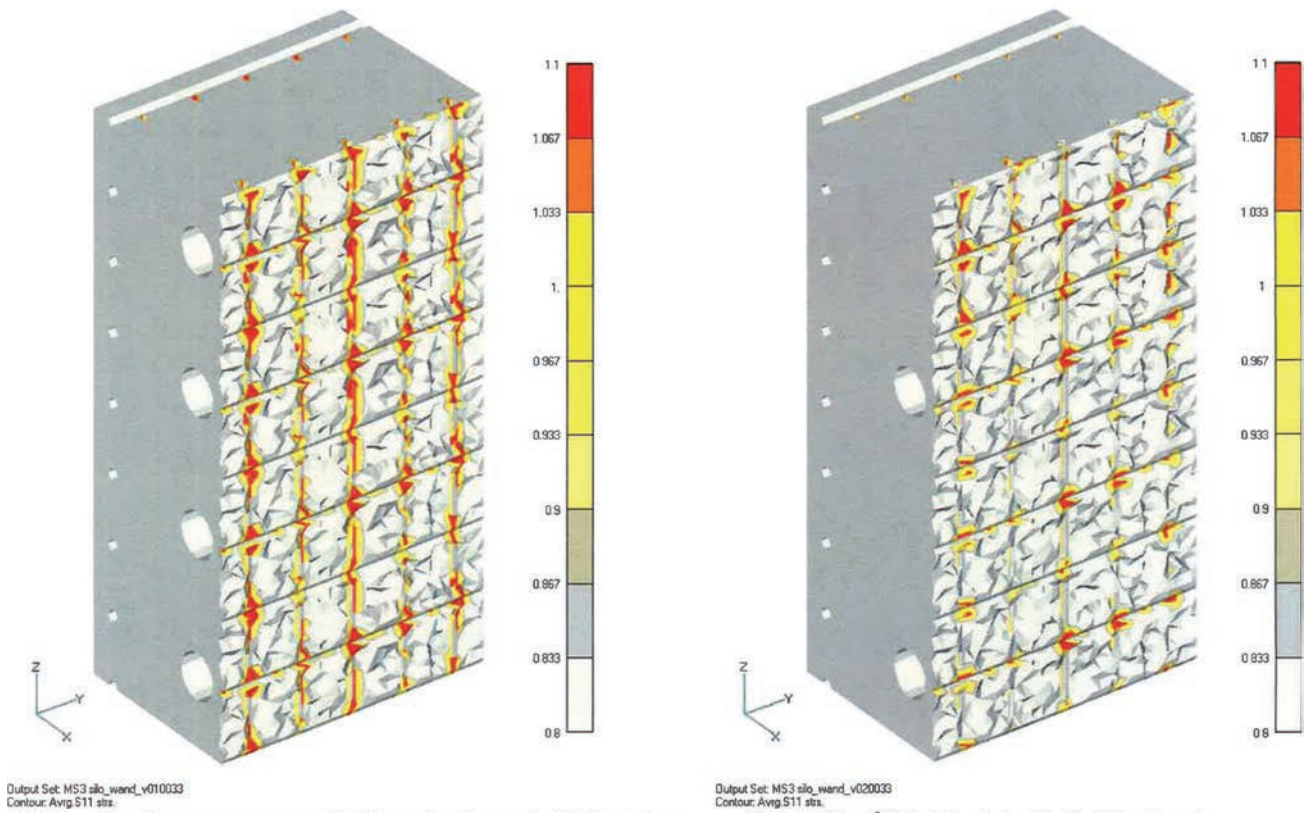 1.1
1.067
1.033
1.
0.967
0.933
0.9
0.867
0.833
0.8
Z
Y
X
Output Set: MS3 silo_wand_v010033
Contour: Avrg.S11 strs.
1.1
1.067
1.033
1
0.967
0.933
0.9
0.867
0.833
0.8
Z
Y
X
Output Set: MS3 silo_wand_v020033
Contour: Avrg.S11 strs.